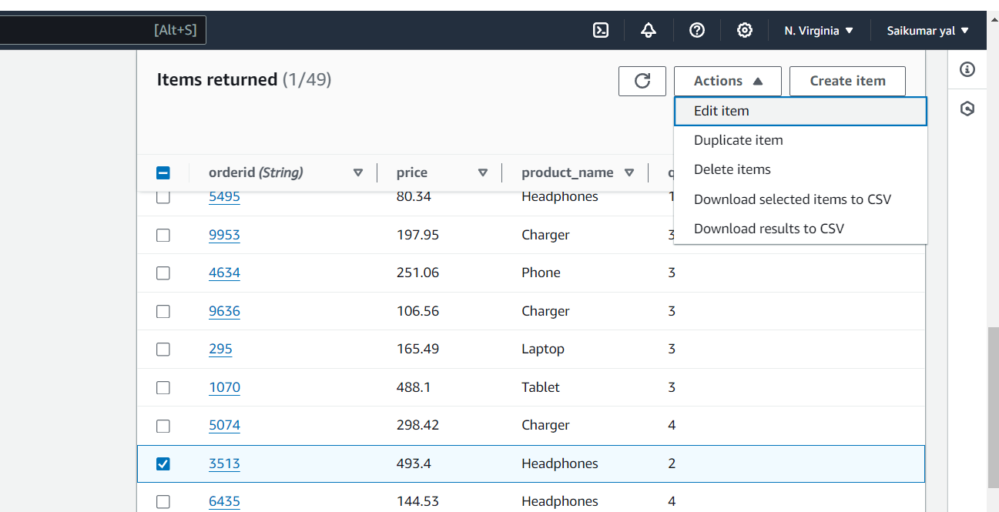 [Alt+S] N. Virginia Saikumar yal
Items returned (1/49) Actions Create item
Edit item
Duplicate item
Delete items
Download selected items to CSV
Download results to CSV
orderid (String) price product_name
5495 80.34 Headphones 1
9953 197.95 Charger 3
4634 251.06 Phone 3
9636 106.56 Charger 3
295 165.49 Laptop 3
1070 488.1 Tablet 3
5074 298.42 Charger 4
3513 493.4 Headphones 2
6435 144.53 Headphones 4